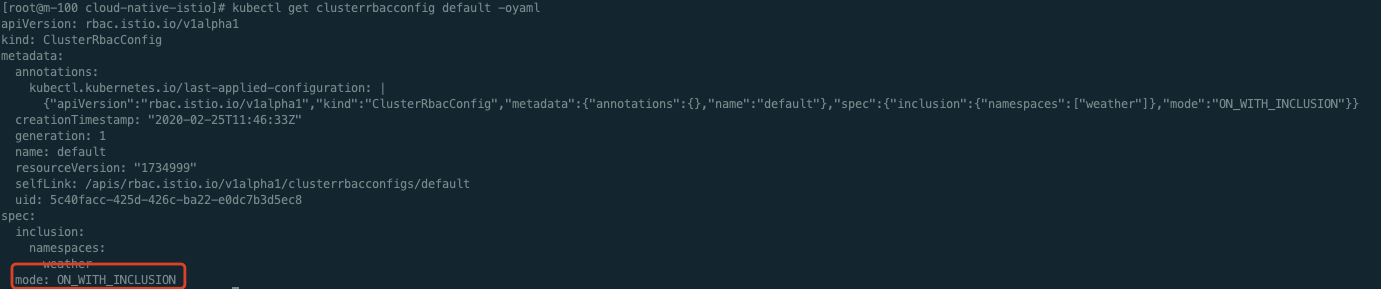 [root@m-100 cloud-native-istio]# kubectl get clusterrbacconfig default -oyaml
apiVersion: rbac.istio.io/v1alpha1
kind: ClusterRbacConfig
metadata:
  annotations:
    kubectl.kubernetes.io/last-applied-configuration: |
      {"apiVersion":"rbac.istio.io/v1alpha1","kind":"ClusterRbacConfig","metadata":{"annotations":{},"name":"default"},"spec":{"inclusion":{"namespaces":["weather"]},"mode":"ON_WITH_INCLUSION"}}
  creationTimestamp: "2020-02-25T11:46:33Z"
  generation: 1
  name: default
  resourceVersion: "1734999"
  selfLink: /apis/rbac.istio.io/v1alpha1/clusterrbacconfigs/default
  uid: 5c40facc-425d-426c-ba22-e0dc7b3d5ec8
spec:
  inclusion:
    namespaces:
    - weather
  mode: ON_WITH_INCLUSION